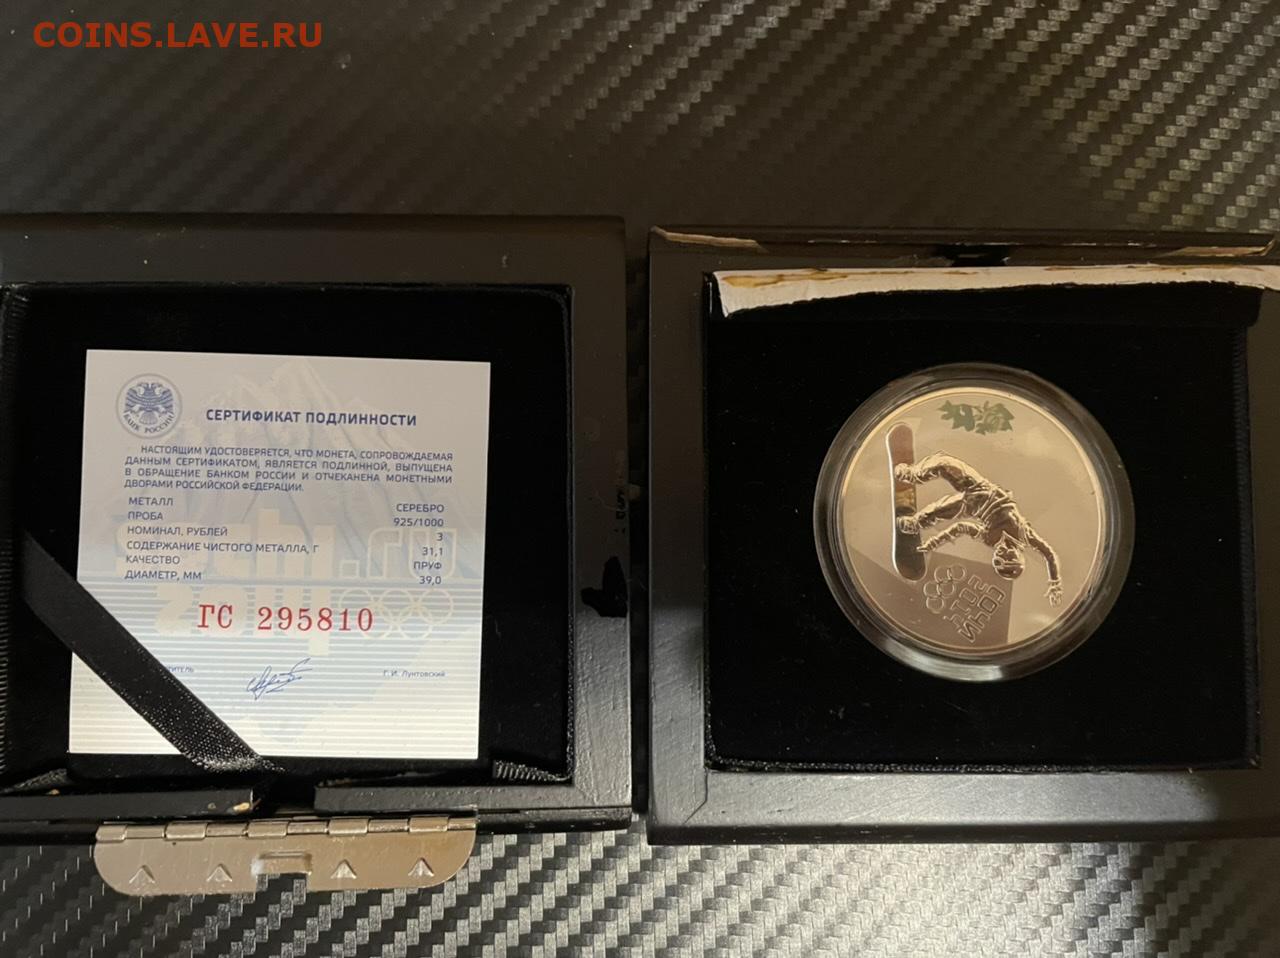 COINS.LAVE.RU
БАНК РОССИИ
СЕРТИФИКАТ ПОДЛИННОСТИ
НАСТОЯЩИМ УДОСТОВЕРЯЕТСЯ, ЧТО МОНЕТА, СОПРОВОЖДАЕМАЯ
ДАННЫМ СЕРТИФИКАТОМ, ЯВЛЯЕТСЯ ПОДЛИННОЙ, ВЫПУЩЕНА
В ОБРАЩЕНИЕ БАНКОМ РОССИИ И ОТЧЕКАНЕНА МОНЕТНЫМИ
ДВОРАМИ РОССИЙСКОЙ ФЕДЕРАЦИИ.
МЕТАЛЛ СЕРЕБРО
ПРОБА 925/1000
НОМИНАЛ, РУБЛЕЙ 3
СОДЕРЖАНИЕ ЧИСТОГО МЕТАЛЛА, Г 31,1
КАЧЕСТВО ПРУФ
ДИАМЕТР, ММ 39,0
ГС 295810
Г. И. Лунтовский